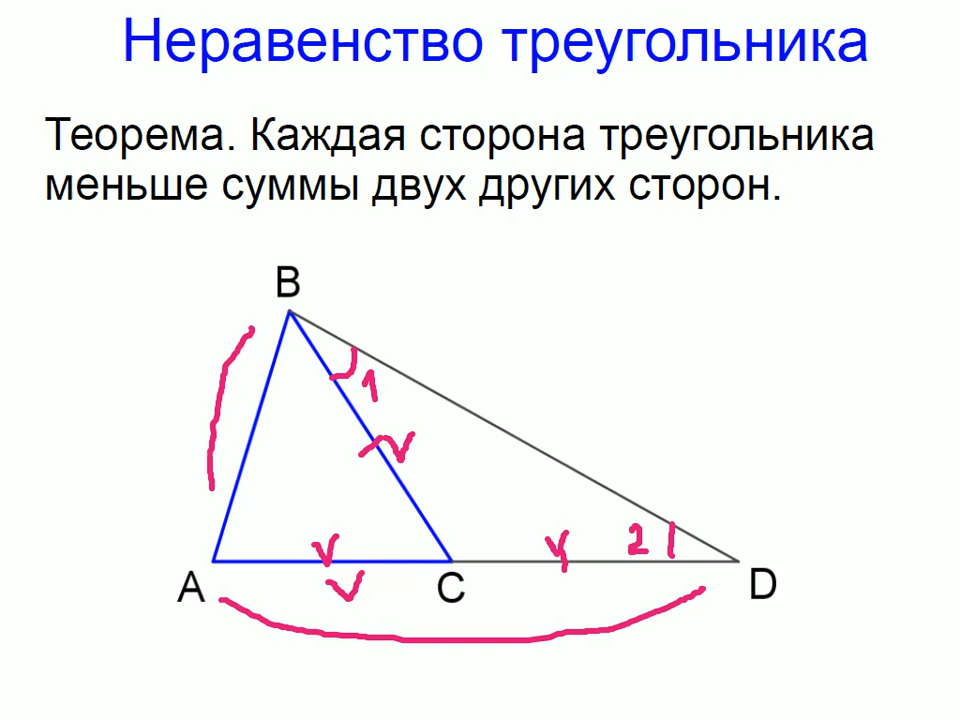 Неравенство треугольника
Теорема. Каждая сторона треугольника
меньше суммы двух других сторон.
B
1
2
A
C
D